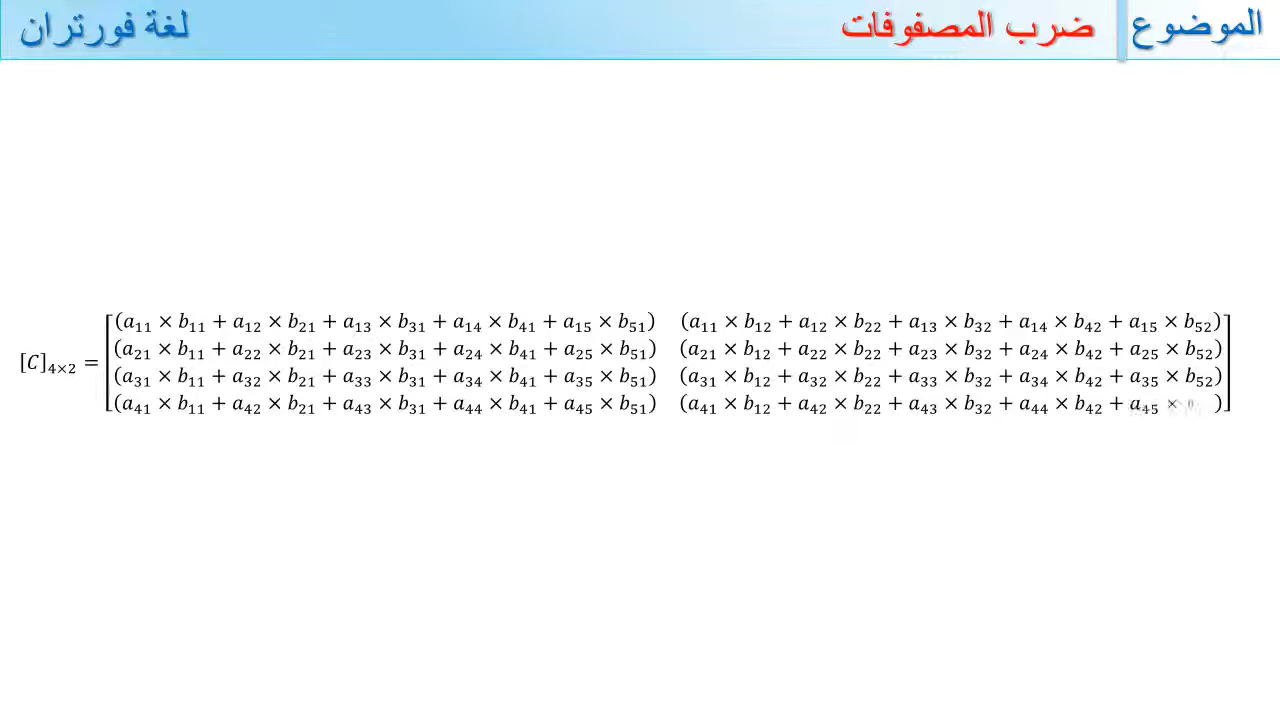 الموضوع ضرب المصفوفات لغة فورتران
(a₁₁ × b₁₁ + a₁₂ × b₂₁ + a₁₃ × b₃₁ + a₁₄ × b₄₁ + a₁₅ × b₅₁) (a₁₁ × b₁₂ + a₁₂ × b₂₂ + a₁₃ × b₃₂ + a₁₄ × b₄₂ + a₁₅ × b₅₂)
(a₂₁ × b₁₁ + a₂₂ × b₂₁ + a₂₃ × b₃₁ + a₂₄ × b₄₁ + a₂₅ × b₅₁) (a₂₁ × b₁₂ + a₂₂ × b₂₂ + a₂₃ × b₃₂ + a₂₄ × b₄₂ + a₂₅ × b₅₂)
[C]₄ₓ₂ =
(a₃₁ × b₁₁ + a₃₂ × b₂₁ + a₃₃ × b₃₁ + a₃₄ × b₄₁ + a₃₅ × b₅₁) (a₃₁ × b₁₂ + a₃₂ × b₂₂ + a₃₃ × b₃₂ + a₃₄ × b₄₂ + a₃₅ × b₅₂)
(a₄₁ × b₁₁ + a₄₂ × b₂₁ + a₄₃ × b₃₁ + a₄₄ × b₄₁ + a₄₅ × b₅₁) (a₄₁ × b₁₂ + a₄₂ × b₂₂ + a₄₃ × b₃₂ + a₄₄ × b₄₂ + a₄₅ × )